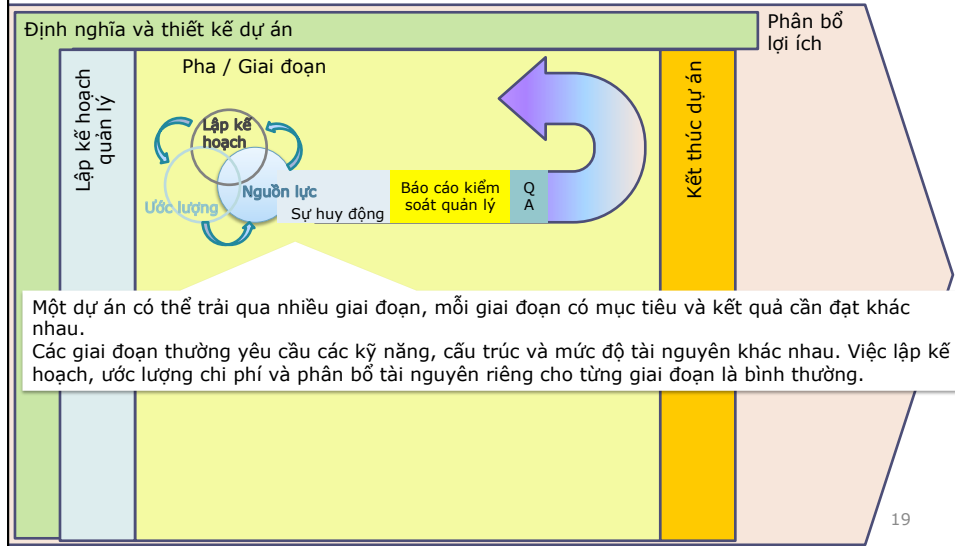 Định nghĩa và thiết kế dự án
Phân bổ
lợi ích
Lập kế hoạch
quản lý
Pha / Giai đoạn
Lập kế
hoạch
Ước lượng
Nguồn lực
Sự huy động
Báo cáo kiểm
soát quản lý
Q
A
Kết thúc dự án
Một dự án có thể trải qua nhiều giai đoạn, mỗi giai đoạn có mục tiêu và kết quả cần đạt khác
nhau.
Các giai đoạn thường yêu cầu các kỹ năng, cấu trúc và mức độ tài nguyên khác nhau. Việc lập kế
hoạch, ước lượng chi phí và phân bổ tài nguyên riêng cho từng giai đoạn là bình thường.
19